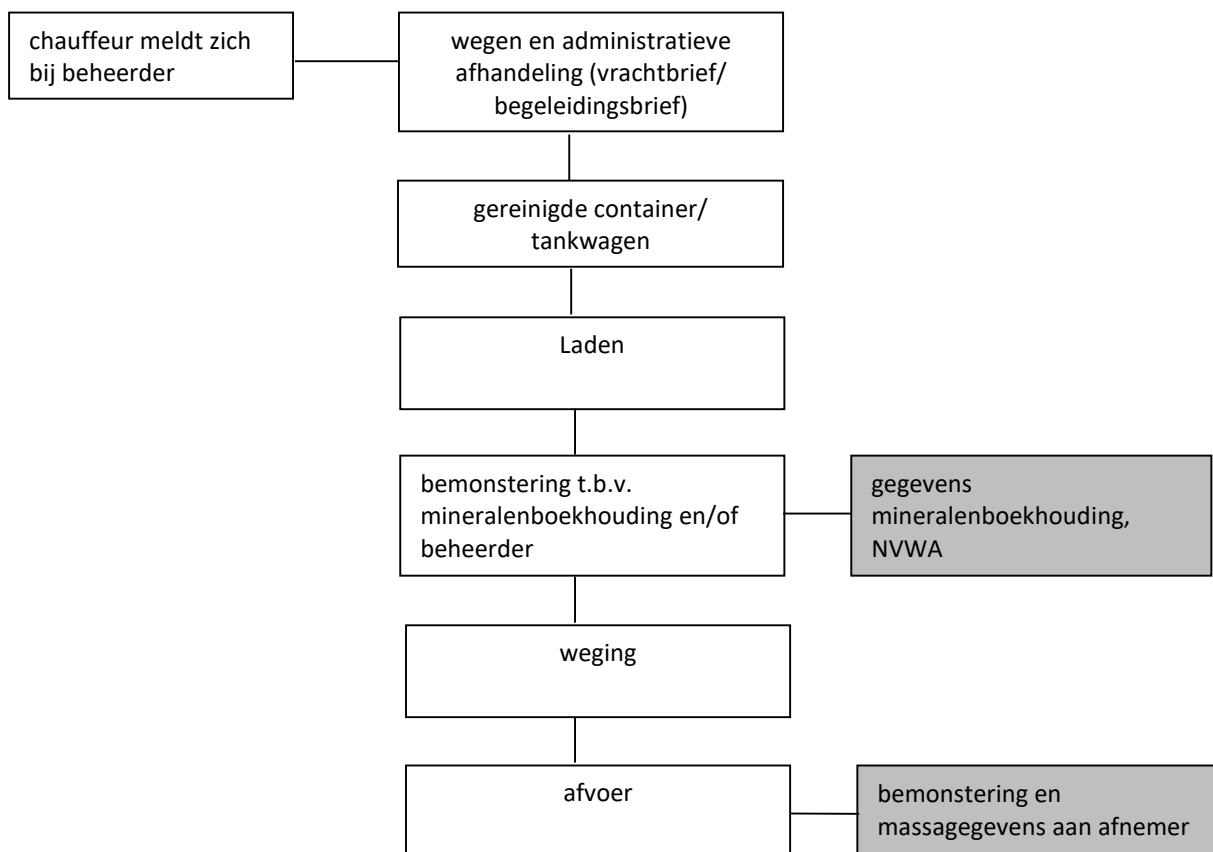 chauffeur meldt zich
bij beheerder
wegen en administratieve
afhandeling (vrachtbrief/
begeleidingsbrief)
gereinigde container/
tankwagen
Laden
bemonstering t.b.v.
mineralenboekhouding en/of
beheerder
gegevens
mineralenboekhouding,
NVWA
weging
afvoer
bemonstering en
massagegevens aan afnemer